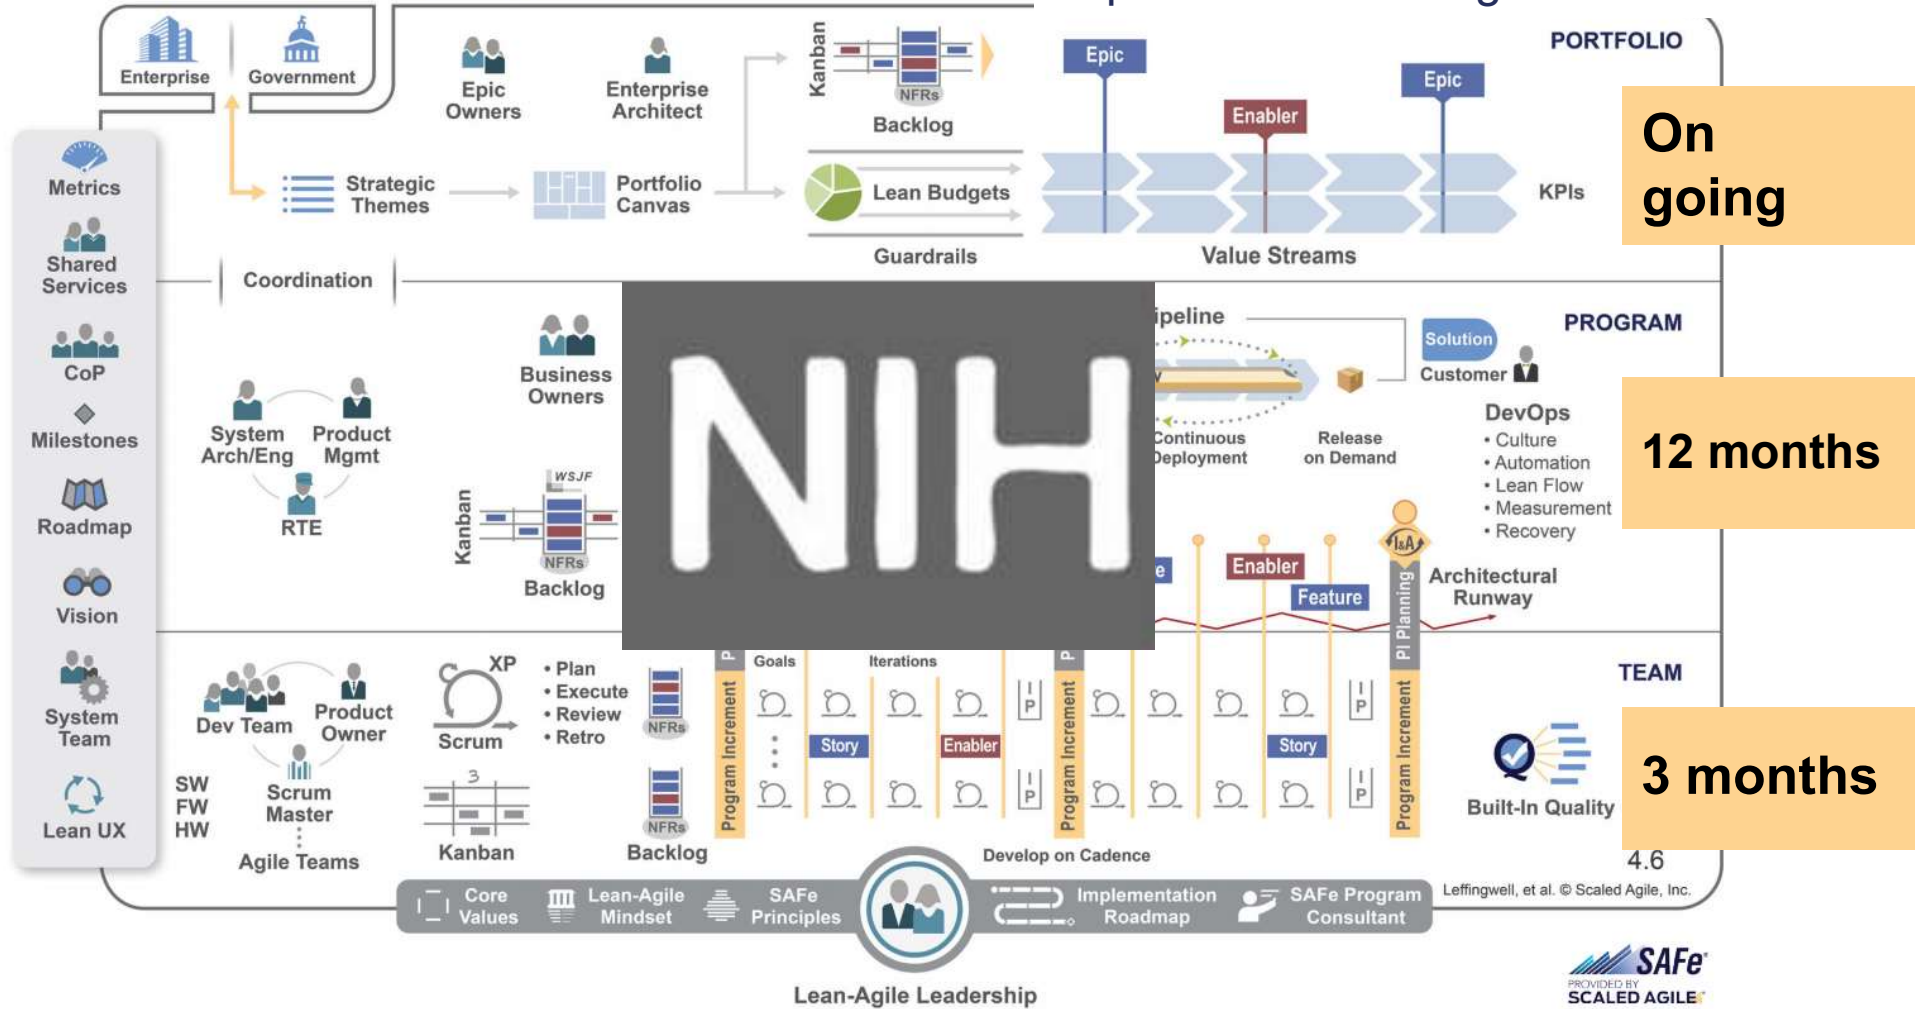 PORTFOLIO
Enterprise
Government
Epic
Owners
Enterprise
Architect
Kanban
NFRs
Backlog
Epic
Enabler
Epic
On
going
Strategic
Themes
Portfolio
Canvas
Lean Budgets
Guardrails
Value Streams
KPIs
Metrics
Shared
Services
CoP
Milestones
Roadmap
Vision
System
Team
Lean UX
Coordination
PROGRAM
Business
Owners
System
Arch/Eng
Product
Mgmt
RTE
WSJF
Kanban
NFRs
Backlog
NIH
ipeline
Continuous
Deployment
Release
on Demand
Solution
Customer
DevOps
• Culture
• Automation
• Lean Flow
• Measurement
• Recovery
12 months
I&A
e
Enabler
Feature
PI Planning
Architectural
Runway
TEAM
Dev Team
Product
Owner
Scrum
Master
SW
FW
HW
Agile Teams
XP
Scrum
• Plan
• Execute
• Review
• Retro
3
Kanban
NFRs
NFRs
Backlog
P
Program Increment
Goals
Iterations
Story
Enabler
I
P
I
P
P
Program Increment
Story
I
P
I
P
Program Increment
Develop on Cadence
Built-In Quality
3 months
4.6
Leffingwell, et al. © Scaled Agile, Inc.
Core
Values
Lean-Agile
Mindset
SAFe
Principles
Implementation
Roadmap
SAFe Program
Consultant
Lean-Agile Leadership
SAFe
PROVIDED BY
SCALED AGILE